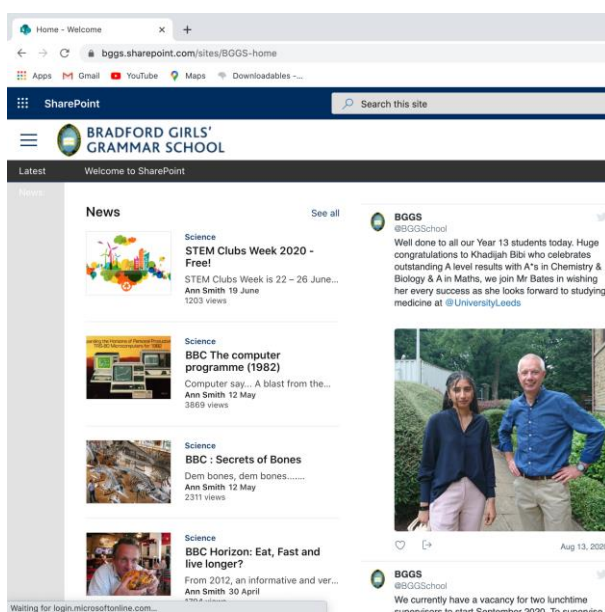 Home - Welcome
bggs.sharepoint.com/sites/BGGS-home
Apps Gmail YouTube Maps Downloadables -...
SharePoint
Search this site
BRADFORD GIRLS'
GRAMMAR SCHOOL
Latest
Welcome to SharePoint
News
News
See all
Science
STEM Clubs Week 2020 -
Free!
STEM Clubs Week is 22 – 26 June...
Ann Smith 19 June
1203 views
Science
BBC The computer
programme (1982)
Computer say... A blast from the...
Ann Smith 12 May
3869 views
Science
BBC : Secrets of Bones
Dem bones, dem bones.......
Ann Smith 12 May
2311 views
Science
BBC Horizon: Eat, Fast and
live longer?
From 2012, an informative and ver...
Ann Smith 30 April
Waiting for login.microsoftonline.com...
BGGS
@BGGSchool
Well done to all our Year 13 students today. Huge
congratulations to Khadijah Bibi who celebrates
outstanding A level results with A*s in Chemistry &
Biology & A in Maths, we join Mr Bates in wishing
her every success as she looks forward to studying
medicine at @UniversityLeeds
Aug 13, 202
BGGS
@BGGSchool
We currently have a vacancy for two lunchtime
supervisors to start September 2020. To supervise